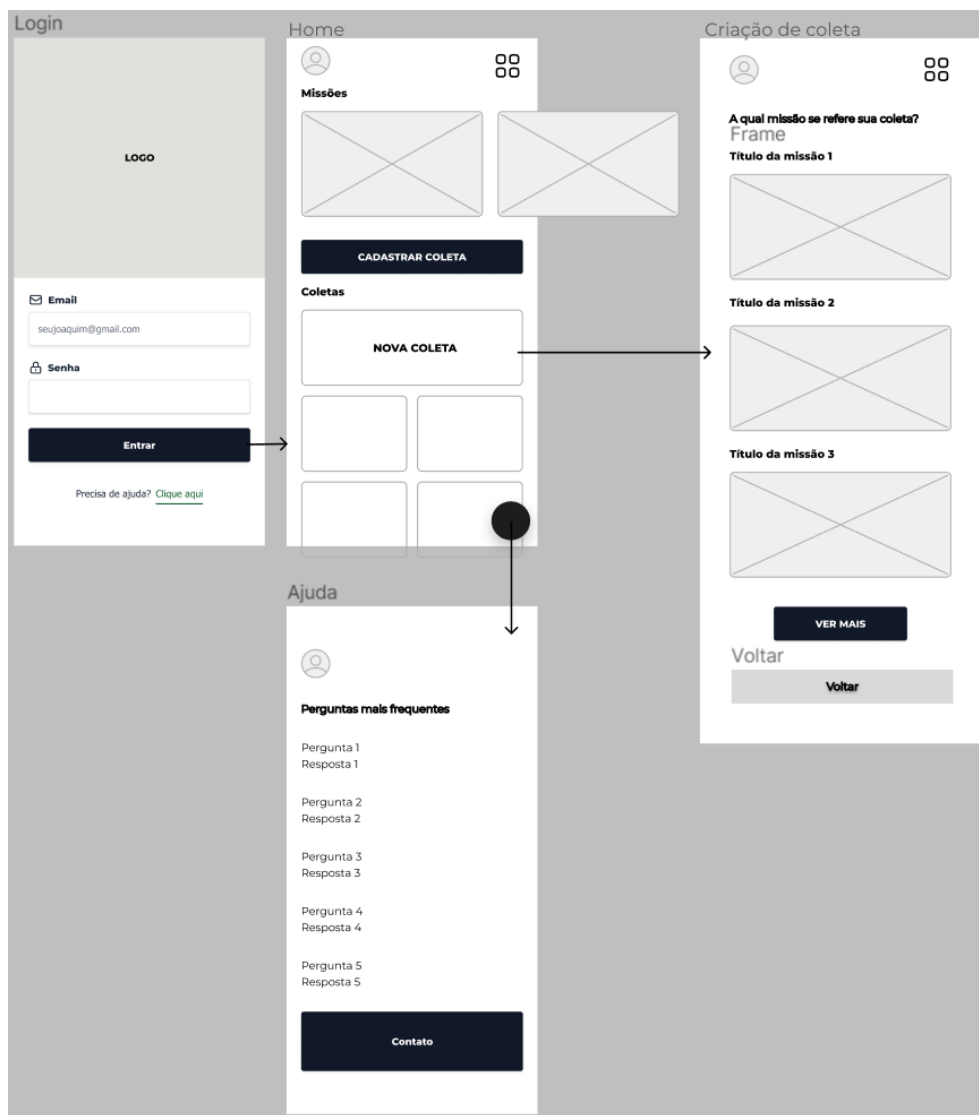 Login
LOGO
Email
seujoaquim@gmail.com
Senha
Entrar
Precisa de ajuda? Clique aqui
Home
Missões
CADASTRAR COLETA
Coletas
NOVA COLETA
Ajuda
Perguntas mais frequentes
Pergunta 1
Resposta 1
Pergunta 2
Resposta 2
Pergunta 3
Resposta 3
Pergunta 4
Resposta 4
Pergunta 5
Resposta 5
Contato
Criação de coleta
A qual missão se refere sua coleta?
Frame
Título da missão 1
Título da missão 2
Título da missão 3
VER MAIS
Voltar
Voltar